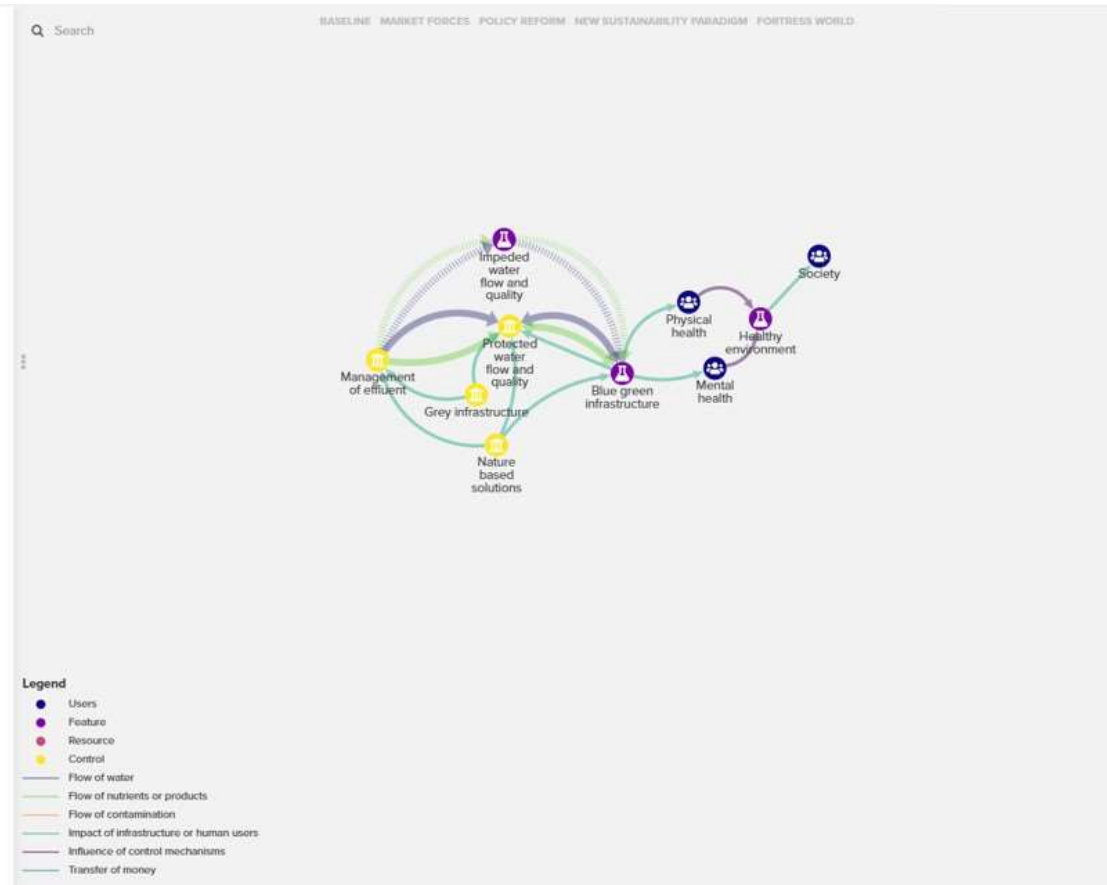 BASELINE MARKET FORCES POLICY REFORM NEW SUSTAINABILITY PARADIGM FORTRESS WORLD
Search
Impeded
water
flow and
quality
Society
Physical
health
Healthy
environment
Protected
water
flow and
quality
Management
of effluent
Mental
health
Blue green
infrastructure
Grey infrastructure
Nature
based
solutions
Legend
Users
Feature
Resource
Control
Flow of water
Flow of nutrients or products
Flow of contamination
Impact of infrastructure or human users
Influence of control mechanisms
Transfer of money